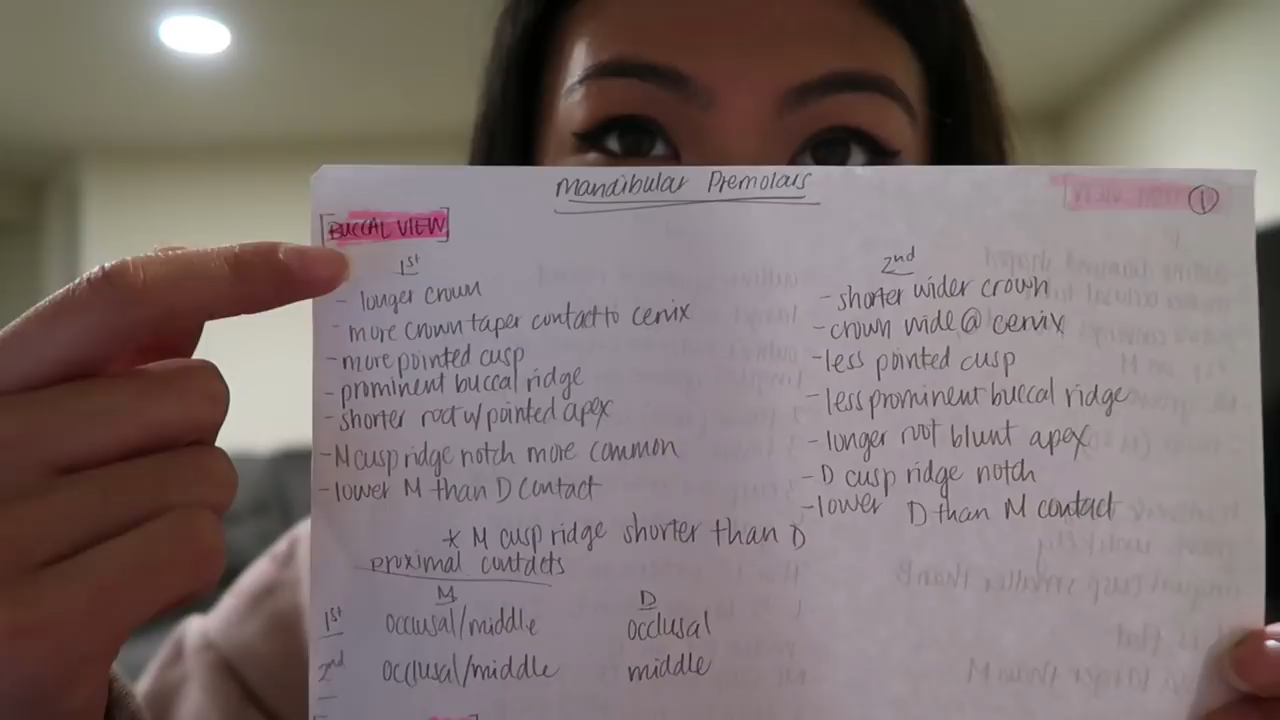 Mandibular Premolars
1
[BUCCAL VIEW]
1st
- longer crown
- more crown taper contact to cervix
- more pointed cusp
- prominent buccal ridge
- shorter root w/ pointed apex
- M cusp ridge notch more common
- lower M than D contact
2nd
- shorter wider crown
- crown wide @ cervix
- less pointed cusp
- less prominent buccal ridge
- longer root blunt apex
- D cusp ridge notch
- lower D than M contact
* M cusp ridge shorter than D
proximal contacts
M D
1st occlusal/middle occlusal
2nd occlusal/middle middle